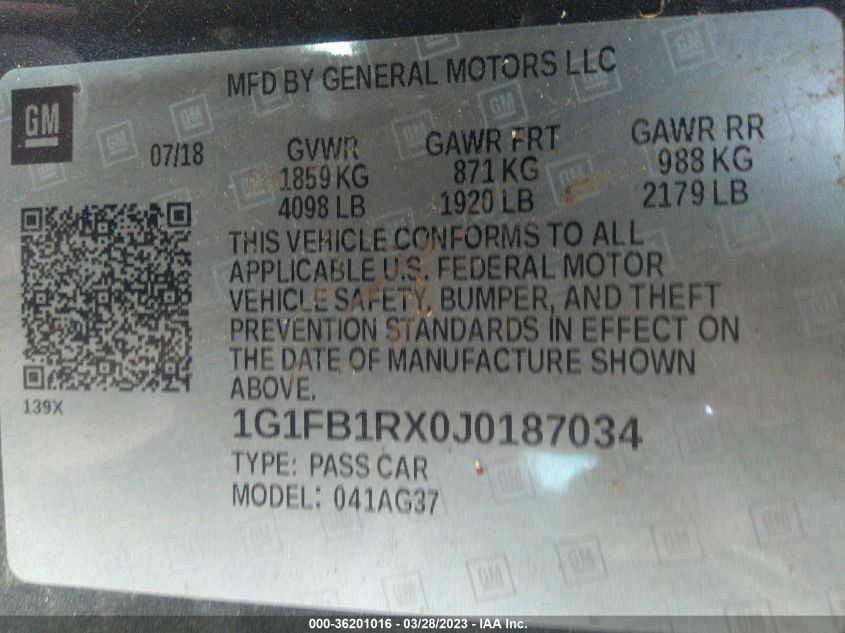 MFD BY GENERAL MOTORS LLC
GM
07/18 GVWR GAWR FRT GAWR RR
1859 KG 871 KG 988 KG
4098 LB 1920 LB 2179 LB
THIS VEHICLE CONFORMS TO ALL
APPLICABLE U.S. FEDERAL MOTOR
VEHICLE SAFETY, BUMPER, AND THEFT
PREVENTION STANDARDS IN EFFECT ON
THE DATE OF MANUFACTURE SHOWN
ABOVE.
139X
1G1FB1RX0J0187034
TYPE: PASS CAR
MODEL: 041AG37
000-36201016 - 03/28/2023 - IAA Inc.